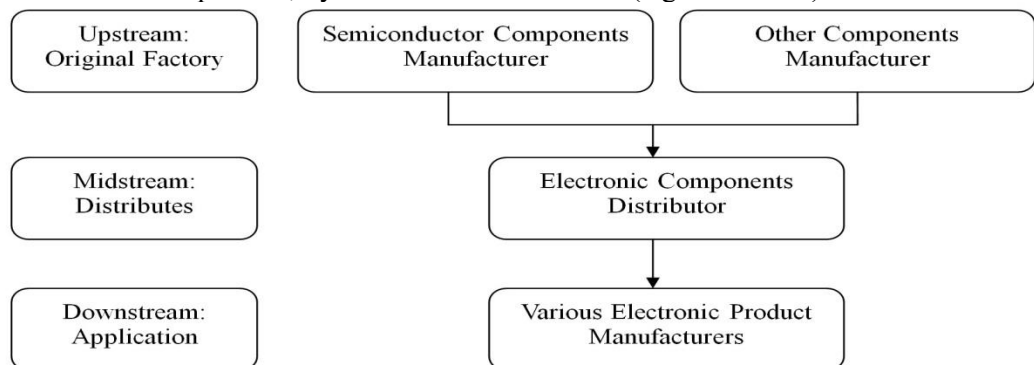 Upstream:
Original Factory
Semiconductor Components
Manufacturer
Other Components
Manufacturer
Midstream:
Distributes
Electronic Components
Distributor
Downstream:
Application
Various Electronic Product
Manufacturers